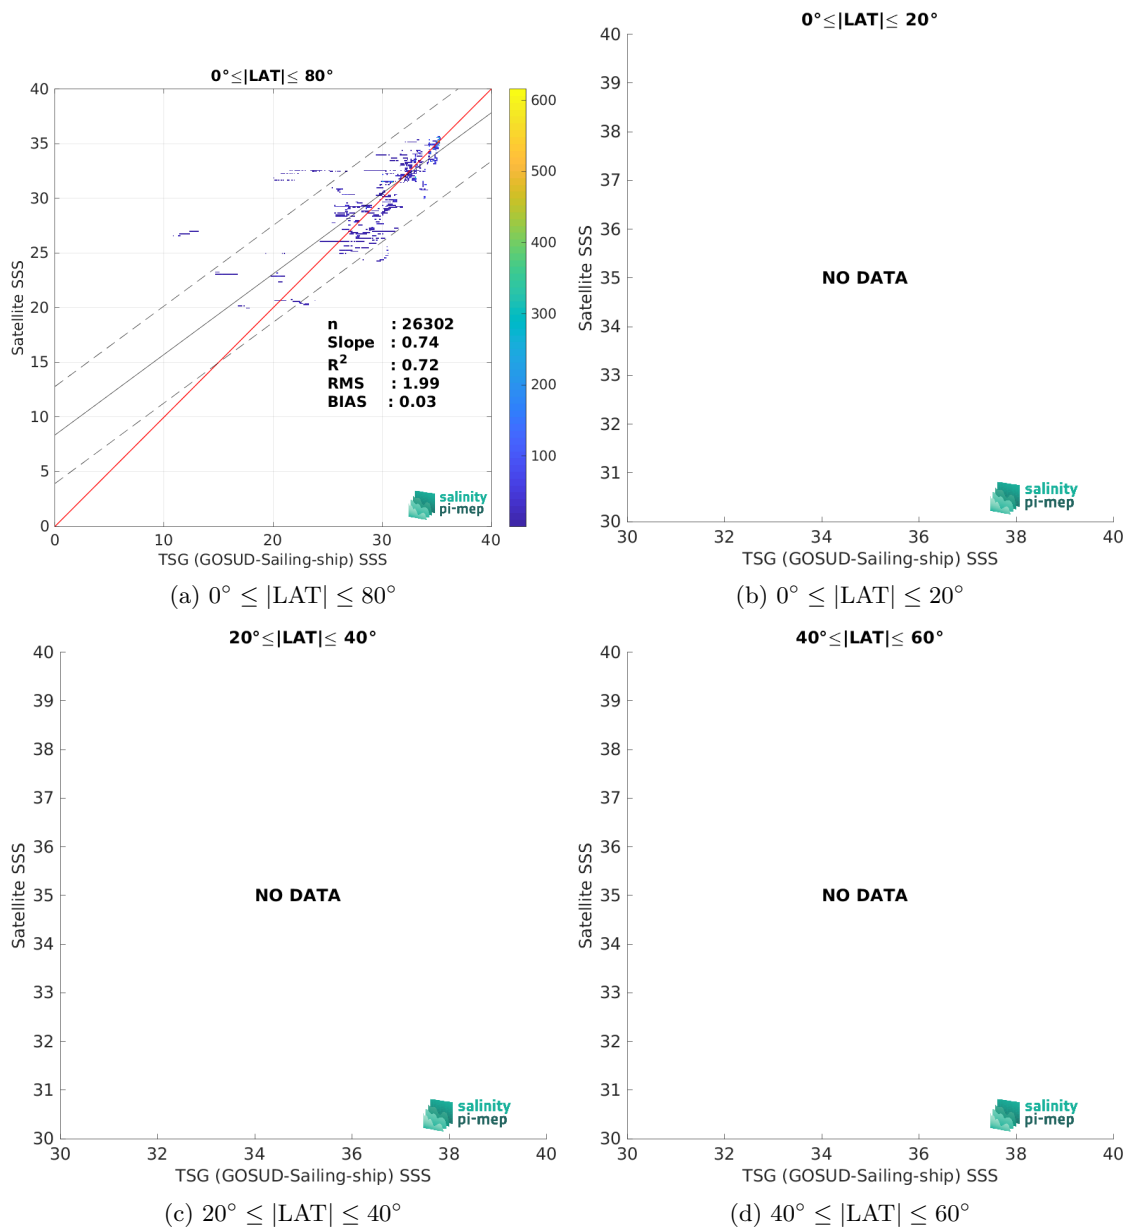 0°≤|LAT|≤ 80°
40
35
30
25
20
15
10
5
0
0
10
20
30
40
Satellite SSS
TSG (GOSUD-Sailing-ship) SSS
n : 26302
Slope : 0.74
R² : 0.72
RMS : 1.99
BIAS : 0.03
600
500
400
300
200
100
salinity
pi-mep
(a) 0° ≤ |LAT| ≤ 80°
0°≤|LAT|≤ 20°
40
39
38
37
36
35
34
33
32
31
30
30
32
34
36
38
40
Satellite SSS
TSG (GOSUD-Sailing-ship) SSS
NO DATA
salinity
pi-mep
(b) 0° ≤ |LAT| ≤ 20°
20°≤|LAT|≤ 40°
40
39
38
37
36
35
34
33
32
31
30
30
32
34
36
38
40
Satellite SSS
TSG (GOSUD-Sailing-ship) SSS
NO DATA
salinity
pi-mep
(c) 20° ≤ |LAT| ≤ 40°
40°≤|LAT|≤ 60°
40
39
38
37
36
35
34
33
32
31
30
30
32
34
36
38
40
Satellite SSS
TSG (GOSUD-Sailing-ship) SSS
NO DATA
salinity
pi-mep
(d) 40° ≤ |LAT| ≤ 60°